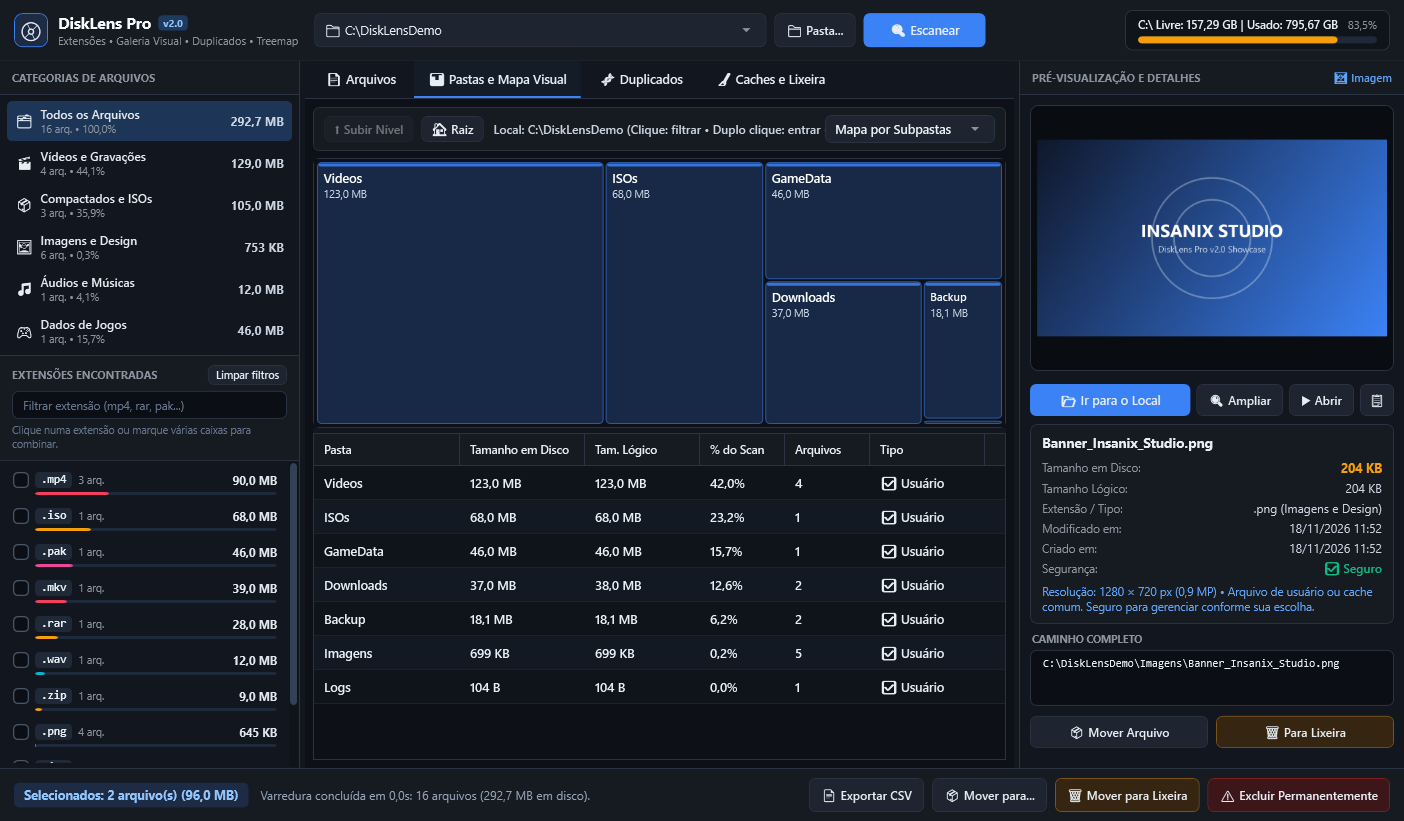 DiskLens Pro v2.0
Extensões • Galeria Visual • Duplicados • Treemap
C:\DiskLensDemo
Pasta...
Escanear
C:\ Livre: 157,29 GB | Usado: 795,67 GB 83,5%
CATEGORIAS DE ARQUIVOS
Todos os Arquivos
16 arq. • 100,0%
292,7 MB
Vídeos e Gravações
4 arq. • 44,1%
129,0 MB
Compactados e ISOs
3 arq. • 35,9%
105,0 MB
Imagens e Design
6 arq. • 0,3%
753 KB
Áudios e Músicas
1 arq. • 4,1%
12,0 MB
Dados de Jogos
1 arq. • 15,7%
46,0 MB
EXTENSÕES ENCONTRADAS
Limpar filtros
Filtrar extensão (mp4, rar, pak...)
Clique numa extensão ou marque várias caixas para
combinar.
.mp4 3 arq. 90,0 MB
.iso 1 arq. 68,0 MB
.pak 1 arq. 46,0 MB
.mkv 1 arq. 39,0 MB
.rar 1 arq. 28,0 MB
.wav 1 arq. 12,0 MB
.zip 1 arq. 9,0 MB
.png 4 arq. 645 KB
Arquivos
Pastas e Mapa Visual
Duplicados
Caches e Lixeira
Subir Nível
Raiz
Local: C:\DiskLensDemo (Clique: filtrar • Duplo clique: entrar
Mapa por Subpastas
Videos
123,0 MB
ISOs
68,0 MB
GameData
46,0 MB
Downloads
37,0 MB
Backup
18,1 MB
Pasta Tamanho em Disco Tam. Lógico % do Scan Arquivos Tipo
Videos 123,0 MB 123,0 MB 42,0% 4 Usuário
ISOs 68,0 MB 68,0 MB 23,2% 1 Usuário
GameData 46,0 MB 46,0 MB 15,7% 1 Usuário
Downloads 37,0 MB 38,0 MB 12,6% 2 Usuário
Backup 18,1 MB 18,1 MB 6,2% 2 Usuário
Imagens 699 KB 699 KB 0,2% 5 Usuário
Logs 104 B 104 B 0,0% 1 Usuário
PRÉ-VISUALIZAÇÃO E DETALHES
Imagem
INSANIX STUDIO
DiskLens Pro v2.0 Showcase
Ir para o Local
Ampliar
Abrir
Banner_Insanix_Studio.png
Tamanho em Disco: 204 KB
Tamanho Lógico: 204 KB
Extensão / Tipo: .png (Imagens e Design)
Modificado em: 18/11/2026 11:52
Criado em: 18/11/2026 11:52
Segurança: Seguro
Resolução: 1280 × 720 px (0,9 MP) • Arquivo de usuário ou cache
comum. Seguro para gerenciar conforme sua escolha.
CAMINHO COMPLETO
C:\DiskLensDemo\Imagens\Banner_Insanix_Studio.png
Mover Arquivo
Para Lixeira
Selecionados: 2 arquivo(s) (96,0 MB)
Varredura concluída em 0,0s: 16 arquivos (292,7 MB em disco).
Exportar CSV
Mover para...
Mover para Lixeira
Excluir Permanentemente